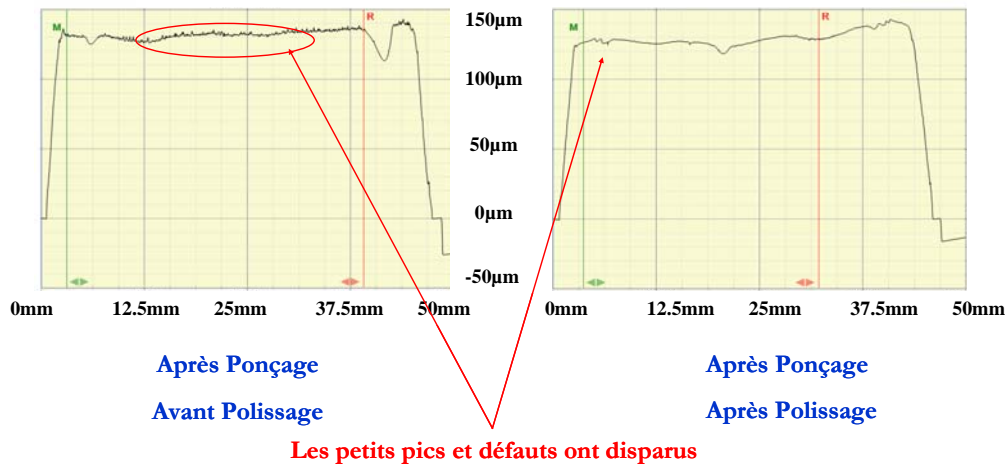 M
R
150µm
100µm
50µm
0µm
-50µm
M
R
0mm 12.5mm 25mm 37.5mm 50mm
12.5mm 25mm 37.5mm 50mm
Après Ponçage
Avant Polissage
Après Ponçage
Après Polissage
Les petits pics et défauts ont disparus